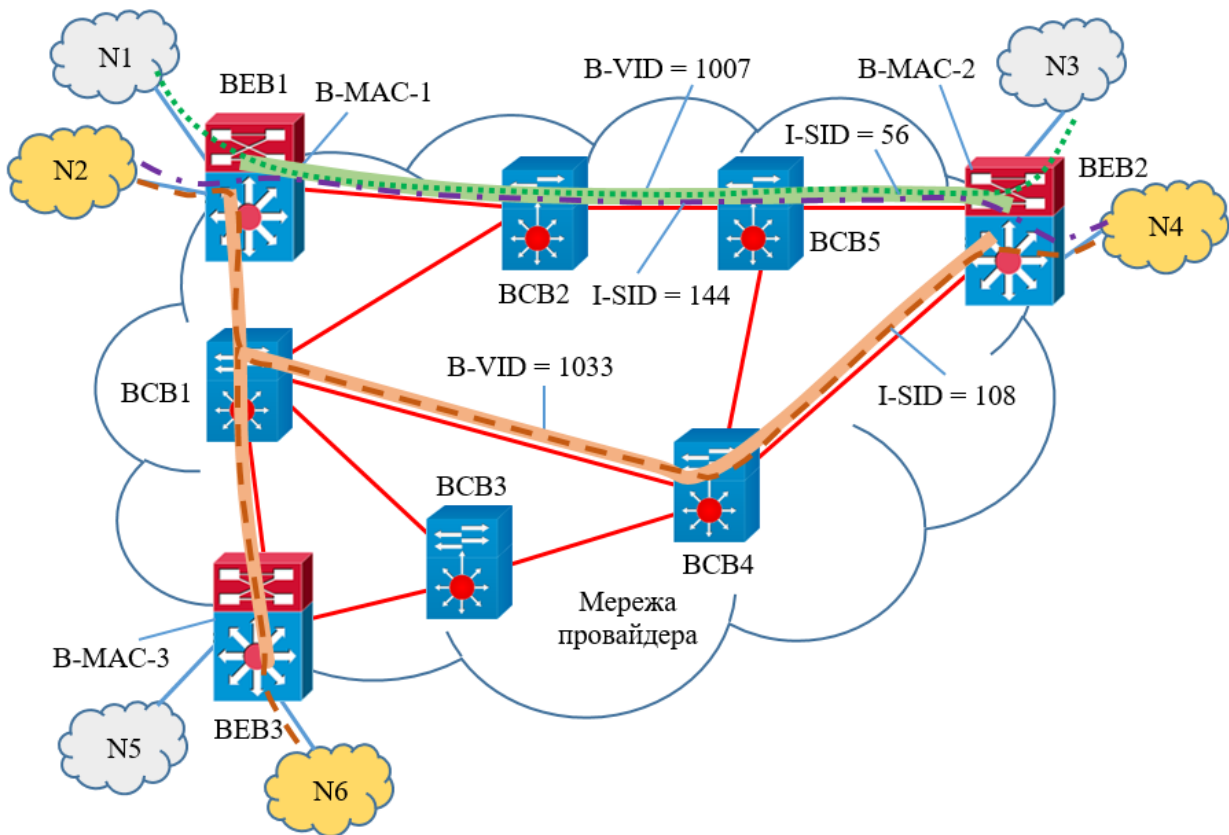 N1
BEB1
B-MAC-1
B-VID = 1007
B-MAC-2
N3
I-SID = 56
N2
BEB2
N4
BCB2
BCB5
I-SID = 144
BCB1
B-VID = 1033
I-SID = 108
BCB3
BCB4
Мережа
провайдера
B-MAC-3
BEB3
N5
N6